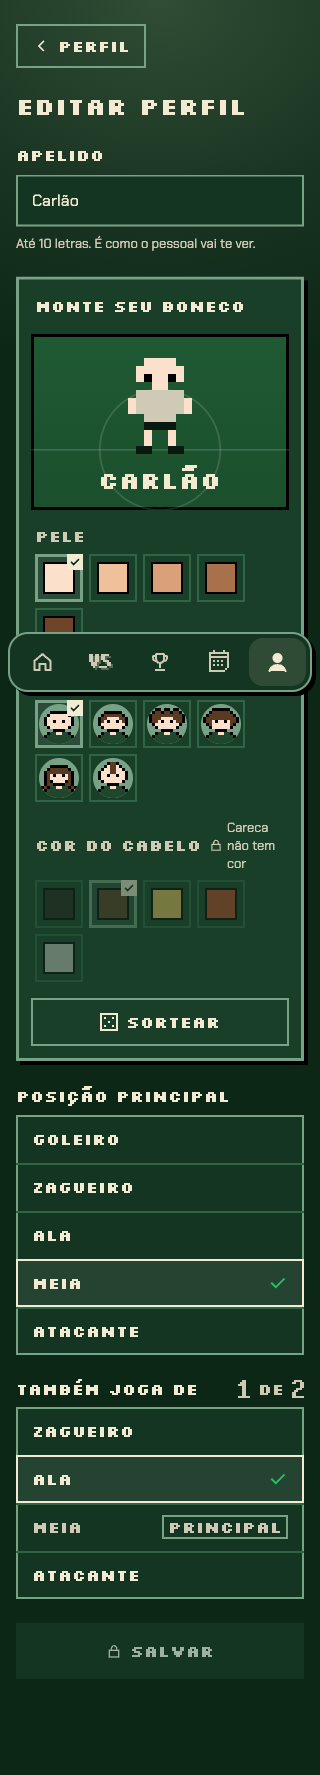 PERFIL
EDITAR PERFIL
APELIDO
Carlão
Até 10 letras. É como o pessoal vai te ver.
MONTE SEU BONECO
CARLÃO
PELE
VS
COR DO CABELO
Careca
não tem
cor
SORTEAR
POSIÇÃO PRINCIPAL
GOLEIRO
ZAGUEIRO
ALA
MEIA
ATACANTE
TAMBÉM JOGA DE 1 DE 2
ZAGUEIRO
ALA
MEIA PRINCIPAL
ATACANTE
SALVAR